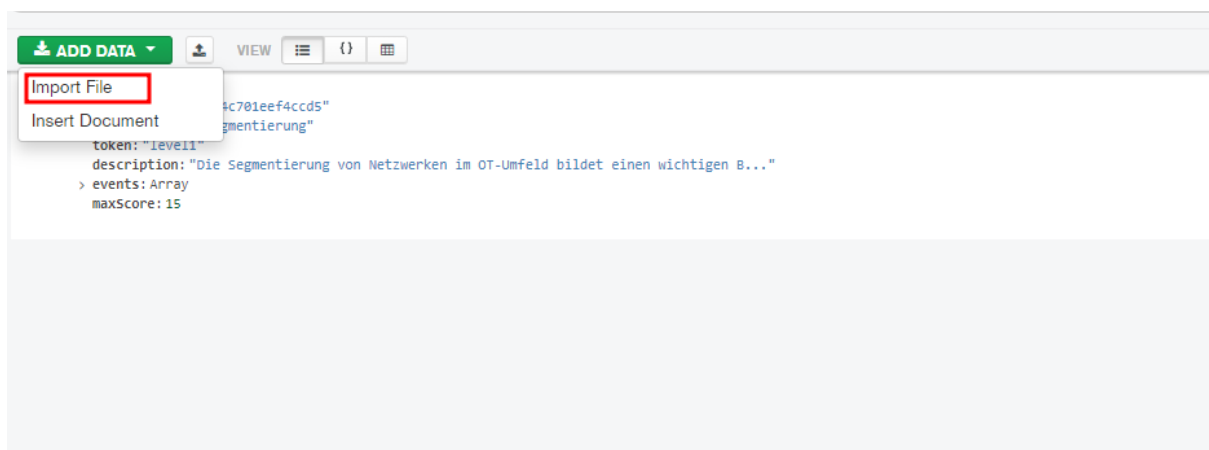 ADD DATA VIEW {}
Import File
4c701eef4ccd5"
Insert Document
gmentierung"
token: "level1"
description: "Die Segmentierung von Netzwerken im OT-Umfeld bildet einen wichtigen B..."
> events: Array
maxScore: 15